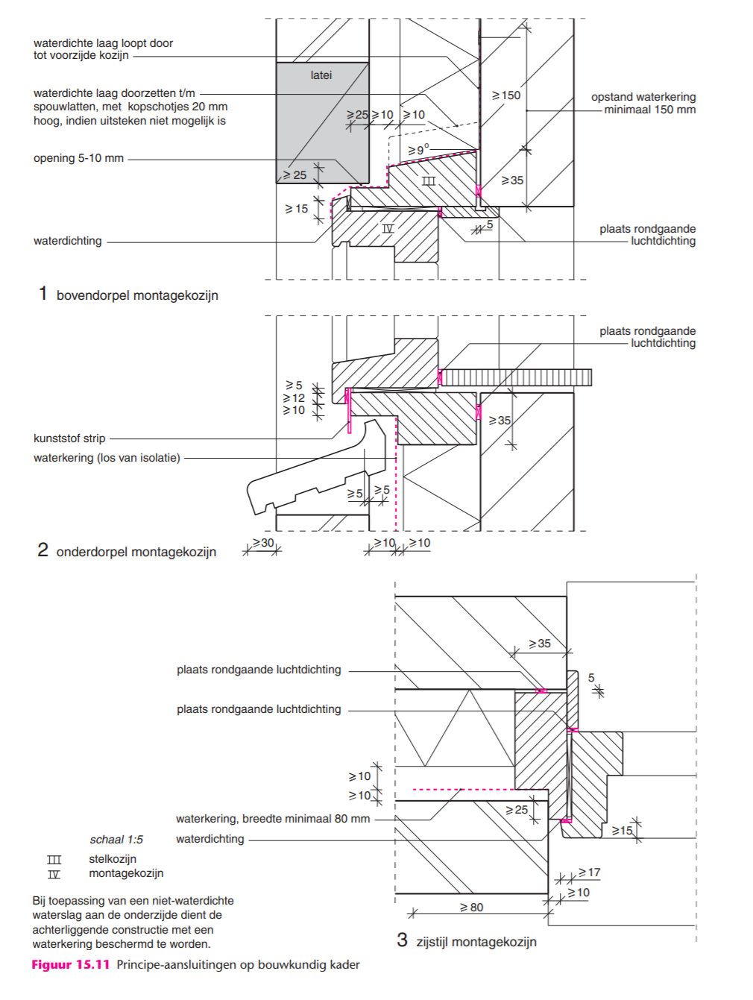 waterdichte laag loopt door
tot voorzijde kozijn
latei
waterdichte laag doorzetten t/m
spouwlatten, met kopschotjes 20 mm
hoog, indien uitsteken niet mogelijk is
≥150
opstand waterkering
minimaal 150 mm
≥25 ≥10 ≥10
opening 5-10 mm
≥9°
≥ 25
III
≥35
≥ 15
IV
5
waterdichting
plaats rondgaande
luchtdichting
1 bovendorpel montagekozijn
plaats rondgaande
luchtdichting
≥ 5
≥12
≥10
≥35
kunststof strip
waterkering (los van isolatie)
≥5 ≥5
≥30 ≥10 ≥10
2 onderdorpel montagekozijn
≥35
plaats rondgaande luchtdichting
5
plaats rondgaande luchtdichting
≥10
≥10
≥25
waterkering, breedte minimaal 80 mm
≥15
schaal 1:5
waterdichting
III stelkozijn
IV montagekozijn
≥17
≥10
≥ 80
Bij toepassing van een niet-waterdichte
waterslag aan de onderzijde dient de
achterliggende constructie met een
waterkering beschermd te worden.
3 zijstijl montagekozijn
Figuur 15.11 Principe-aansluitingen op bouwkundig kader